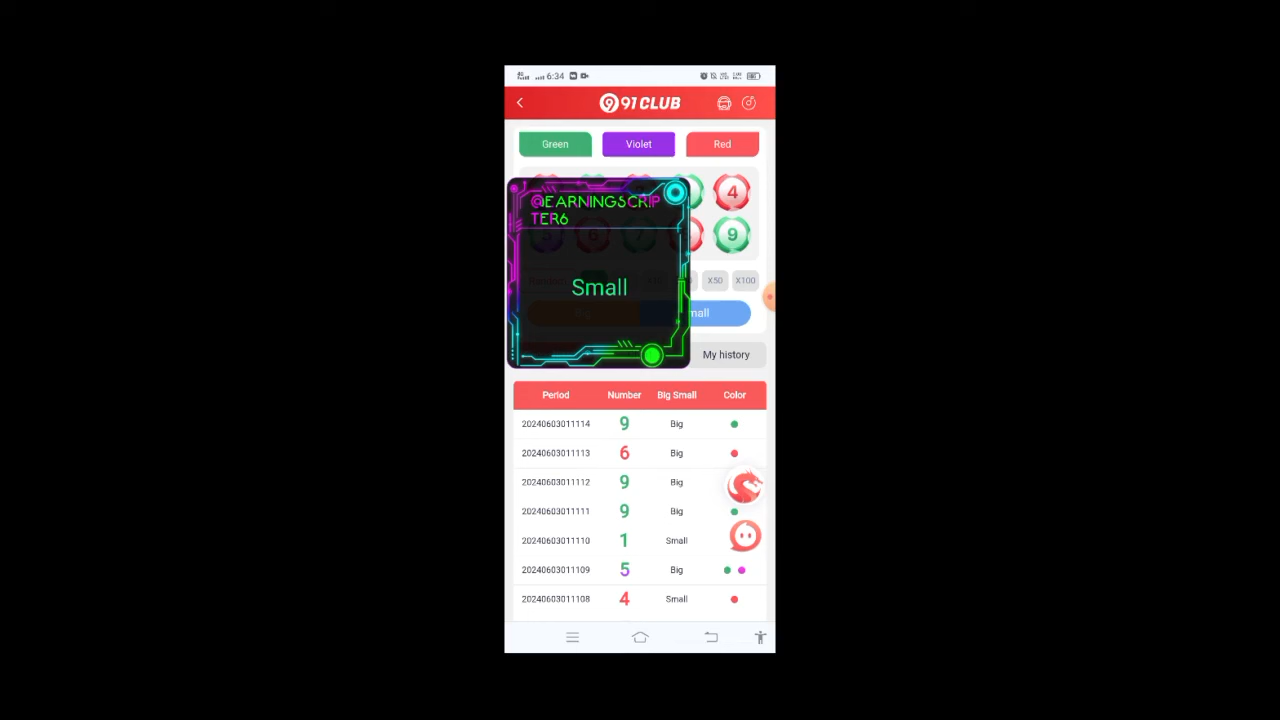 6:34
91 CLUB
Green Violet Red
4
@EARNINGSCRIP
TER6
9
Small
X50 X100
mall
My history
Period Number Big Small Color
20240603011114 9 Big
20240603011113 6 Big
20240603011112 9 Big
20240603011111 9 Big
20240603011110 1 Small
20240603011109 5 Big
20240603011108 4 Small